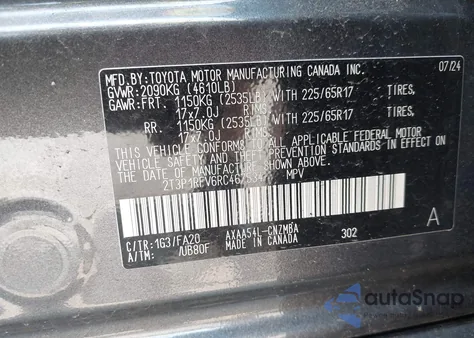 MFD.BY: TOYOTA MOTOR MANUFACTURING CANADA INC. 07/24
GVWR: 2090KG (4610LB)
GAWR: FRT. 1150KG (2535LB) WITH 225/65R17 TIRES,
17x7.0J RIMS,
RR. 1150KG (2535LB) WITH 225/65R17 TIRES,
17x7.0J RIMS,
THIS VEHICLE CONFORMS TO ALL APPLICABLE FEDERAL MOTOR
VEHICLE SAFETY AND
STANDARDS IN EFFECT ON THE DATE OF MANUFACTURE SHOWN ABOVE.
MPV
C/TR: 1G3/FA20 AXAA54L-CNZMBA A
A/TM: /UB80F MADE IN CANADA 302
autoSnap